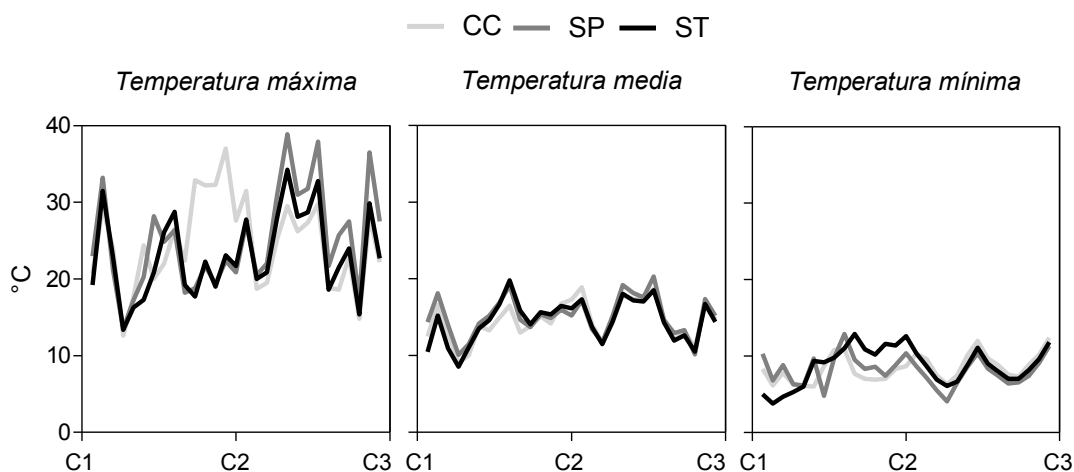 CC SP ST
Temperatura máxima Temperatura media Temperatura mínima
40
30
20
10
0
°C
C1 C2 C3 C1 C2 C3 C1 C2 C3